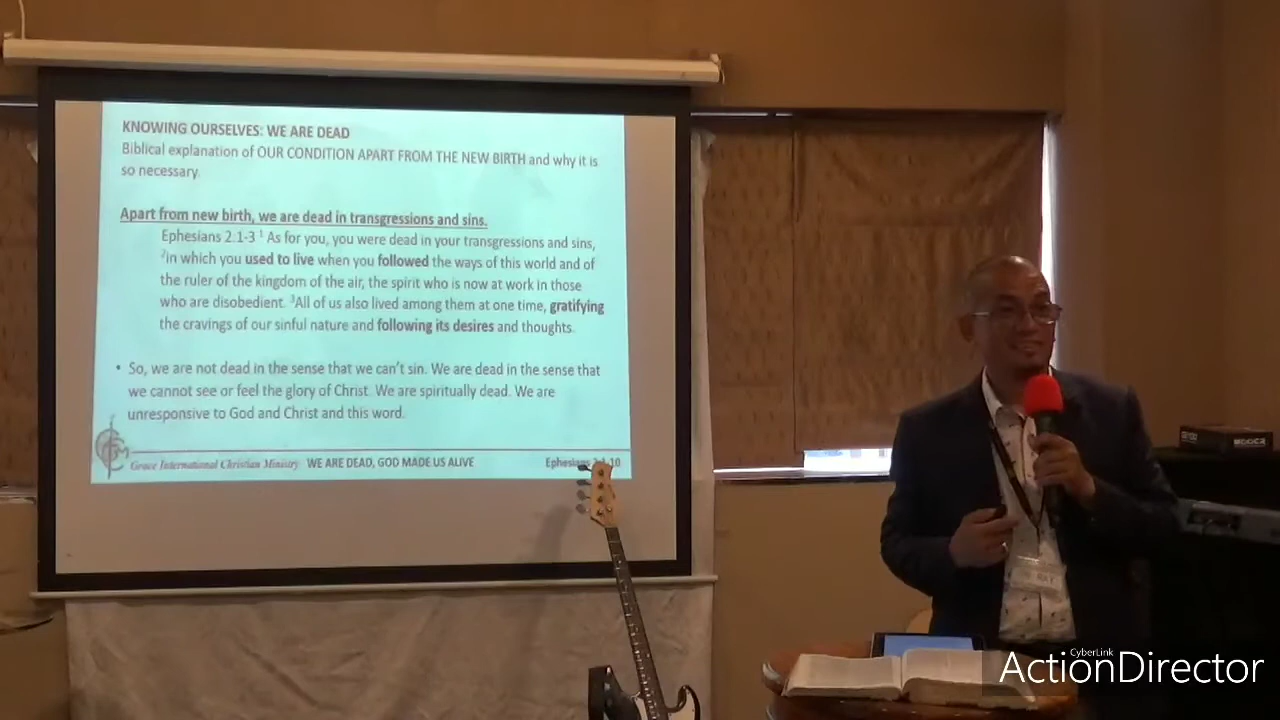 KNOWING OURSELVES: WE ARE DEAD
Biblical explanation of OUR CONDITION APART FROM THE NEW BIRTH and why it is
so necessary.
Apart from new birth, we are dead in transgressions and sins.
Ephesians 2:1-3 ¹ As for you, you were dead in your transgressions and sins,
²in which you used to live when you followed the ways of this world and of
the ruler of the kingdom of the air, the spirit who is now at work in those
who are disobedient. ³All of us also lived among them at one time, gratifying
the cravings of our sinful nature and following its desires and thoughts.
• So, we are not dead in the sense that we can't sin. We are dead in the sense that
we cannot see or feel the glory of Christ. We are spiritually dead. We are
unresponsive to God and Christ and this word.
Grace International Christian Ministry WE ARE DEAD, GOD MADE US ALIVE Ephesians 10
MOOER
CyberLink
ActionDirector